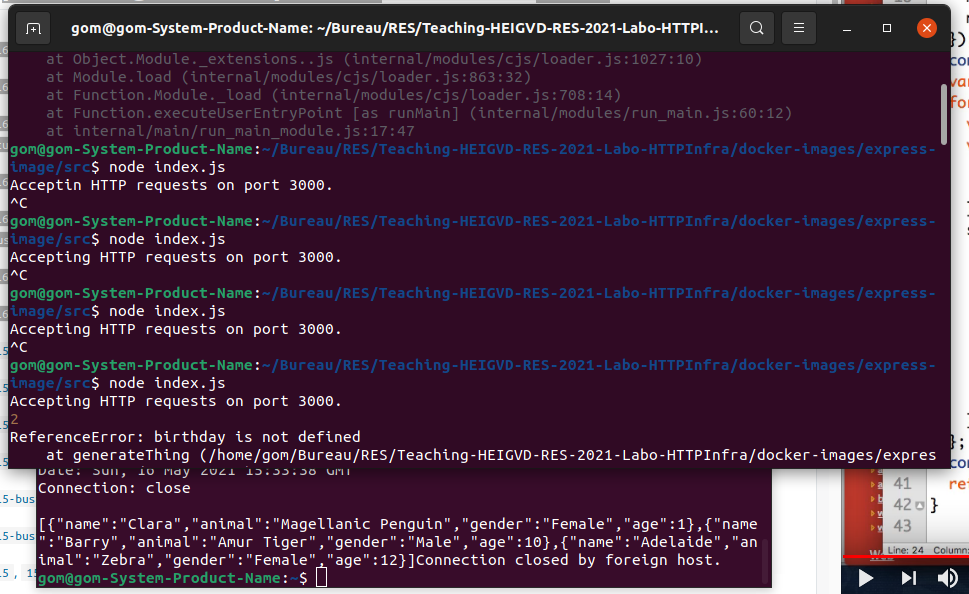 gom@gom-System-Product-Name: ~/Bureau/RES/Teaching-HEIGVD-RES-2021-Labo-HTTPI...
at Object.Module._extensions..js (internal/modules/cjs/loader.js:1027:10)
at Module.load (internal/modules/cjs/loader.js:863:32)
at Function.Module._load (internal/modules/cjs/loader.js:708:14)
at Function.executeUserEntryPoint [as runMain] (internal/modules/run_main.js:60:12)
at internal/main/run_main_module.js:17:47
gom@gom-System-Product-Name:~/Bureau/RES/Teaching-HEIGVD-RES-2021-Labo-HTTPInfra/docker-images/express-
image/src$ node index.js
Acceptin HTTP requests on port 3000.
^C
gom@gom-System-Product-Name:~/Bureau/RES/Teaching-HEIGVD-RES-2021-Labo-HTTPInfra/docker-images/express-
image/src$ node index.js
Accepting HTTP requests on port 3000.
^C
gom@gom-System-Product-Name:~/Bureau/RES/Teaching-HEIGVD-RES-2021-Labo-HTTPInfra/docker-images/express-
image/src$ node index.js
Accepting HTTP requests on port 3000.
^C
gom@gom-System-Product-Name:~/Bureau/RES/Teaching-HEIGVD-RES-2021-Labo-HTTPInfra/docker-images/express-
image/src$ node index.js
Accepting HTTP requests on port 3000.
2
ReferenceError: birthday is not defined
at generateThing (/home/gom/Bureau/RES/Teaching-HEIGVD-RES-2021-Labo-HTTPInfra/docker-images/expres
Date: Sun, 16 May 2021 15:33:38 GMT
Connection: close
[{"name":"Clara","animal":"Magellanic Penguin","gender":"Female","age":1},{"name
":"Barry","animal":"Amur Tiger","gender":"Male","age":10},{"name":"Adelaide","an
imal":"Zebra","gender":"Female","age":12}]Connection closed by foreign host.
gom@gom-System-Product-Name:~$
41
42 }
43
Line: 24 Column: